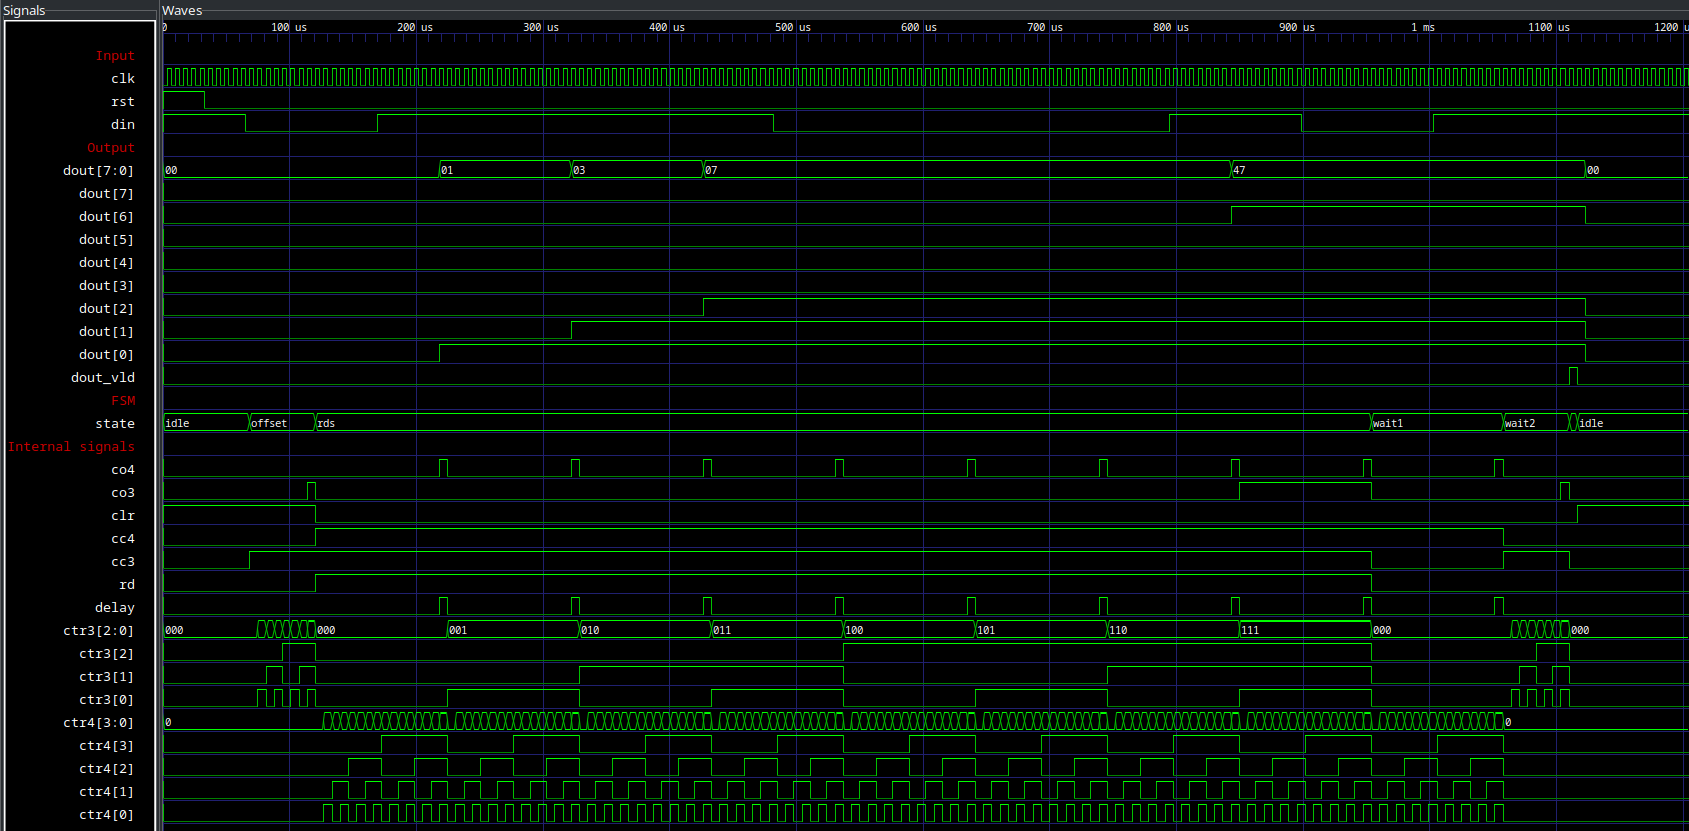 Signals Waves
0 100 us 200 us 300 us 400 us 500 us 600 us 700 us 800 us 900 us 1 ms 1100 us 1200 u
Input
clk
rst
din
Output
dout[7:0] 00 01 03 07 47 00
dout[7]
dout[6]
dout[5]
dout[4]
dout[3]
dout[2]
dout[1]
dout[0]
dout_vld
FSM
state idle offset rds wait1 wait2 idle
Internal signals
co4
co3
clr
cc4
cc3
rd
delay
ctr3[2:0] 000 000 001 010 011 100 101 110 111 000 000
ctr3[2]
ctr3[1]
ctr3[0]
ctr4[3:0] 0 0
ctr4[3]
ctr4[2]
ctr4[1]
ctr4[0]